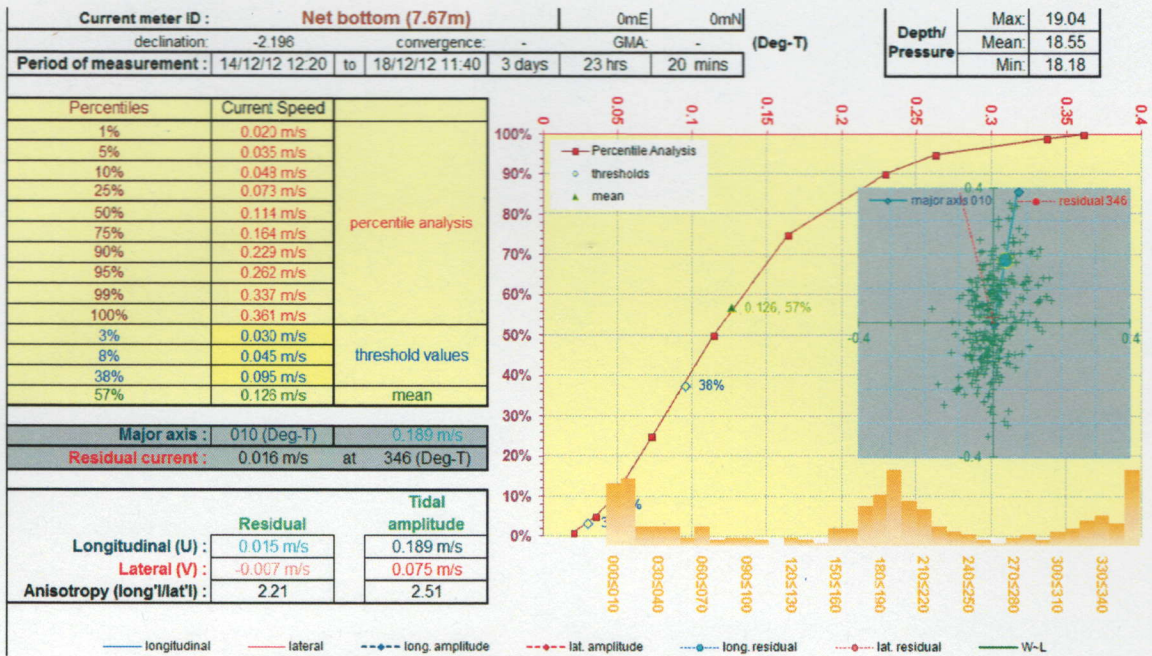 Current meter ID : Net bottom (7.67m) 0mE 0mN
declination: -2.196 convergence: - GMA: - (Deg-T)
Period of measurement : 14/12/12 12:20 to 18/12/12 11:40 3 days 23 hrs 20 mins
Depth/ Pressure
Max: 19.04
Mean: 18.55
Min: 18.18
Percentiles Current Speed
1% 0.020 m/s
5% 0.035 m/s
10% 0.048 m/s
25% 0.073 m/s
50% 0.114 m/s
75% 0.164 m/s
90% 0.229 m/s
95% 0.262 m/s
99% 0.337 m/s
100% 0.361 m/s
percentile analysis
3% 0.030 m/s
8% 0.045 m/s
38% 0.095 m/s
threshold values
57% 0.126 m/s mean
Major axis : 010 (Deg-T) 0.189 m/s
Residual current : 0.016 m/s at 346 (Deg-T)
Residual Tidal amplitude
Longitudinal (U) : 0.015 m/s 0.189 m/s
Lateral (V) : -0.007 m/s 0.075 m/s
Anisotropy (long'l/lat'l) : 2.21 2.51
0 0.05 0.1 0.15 0.2 0.25 0.3 0.35 0.4
100%
90%
80%
70%
60%
50%
40%
30%
20%
10%
0%
Percentile Analysis
thresholds
mean
0.126, 57%
38%
major axis 010 0.4 residual 346
-0.4 0.4
-0.4
000≤010 030≤040 060≤070 090≤100 120≤130 150≤160 180≤190 210≤220 240≤250 270≤280 300≤310 330≤340
longitudinal lateral long. amplitude lat. amplitude long. residual lat. residual W~L